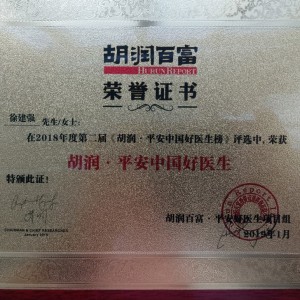 胡润百富
HURUN REPORT
荣誉证书
徐建强 先生/女士:
在2018年度第二届《胡润·平安中国好医生榜》评选中,荣获
胡润·平安中国好医生
特颁此证!
CHAIRMAN & CHIEF RESEARCHER
胡润百富·平安好医生项目组
2019年1月